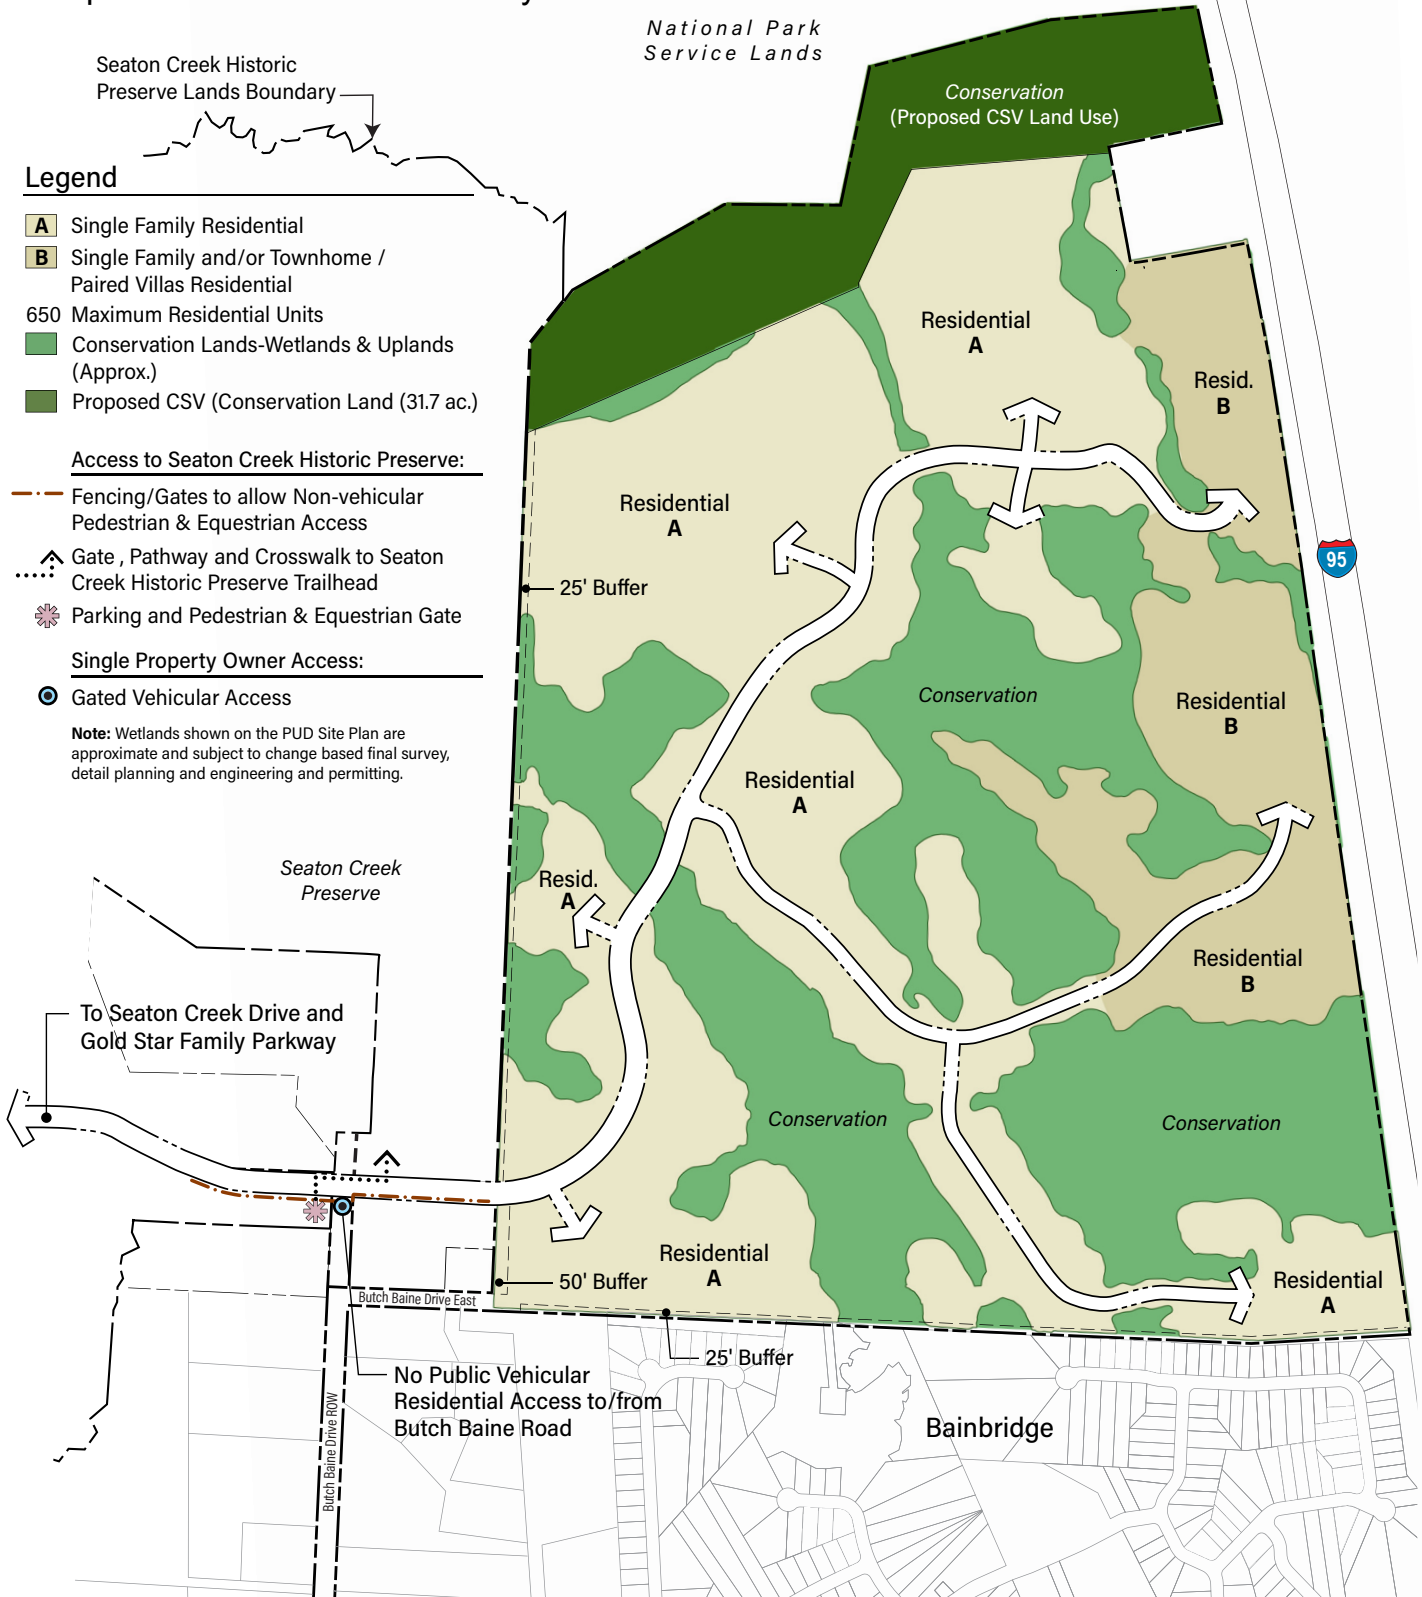 National Park
Service Lands
Seaton Creek Historic
Preserve Lands Boundary
Conservation
(Proposed CSV Land Use)
Legend
A Single Family Residential
B Single Family and/or Townhome /
Paired Villas Residential
650 Maximum Residential Units
Conservation Lands-Wetlands & Uplands
(Approx.)
Proposed CSV (Conservation Land (31.7 ac.)
Access to Seaton Creek Historic Preserve:
Fencing/Gates to allow Non-vehicular
Pedestrian & Equestrian Access
Gate , Pathway and Crosswalk to Seaton
Creek Historic Preserve Trailhead
Parking and Pedestrian & Equestrian Gate
Single Property Owner Access:
Gated Vehicular Access
Note: Wetlands shown on the PUD Site Plan are
approximate and subject to change based final survey,
detail planning and engineering and permitting.
Residential
A
Resid.
B
Residential
A
95
25' Buffer
Conservation
Residential
B
Residential
A
Seaton Creek
Preserve
Resid.
A
Residential
B
To Seaton Creek Drive and
Gold Star Family Parkway
Conservation
Conservation
Residential
A
50' Buffer
Residential
A
Butch Baine Drive East
25' Buffer
No Public Vehicular
Residential Access to/from
Butch Baine Road
Bainbridge
Butch Baine Drive ROW